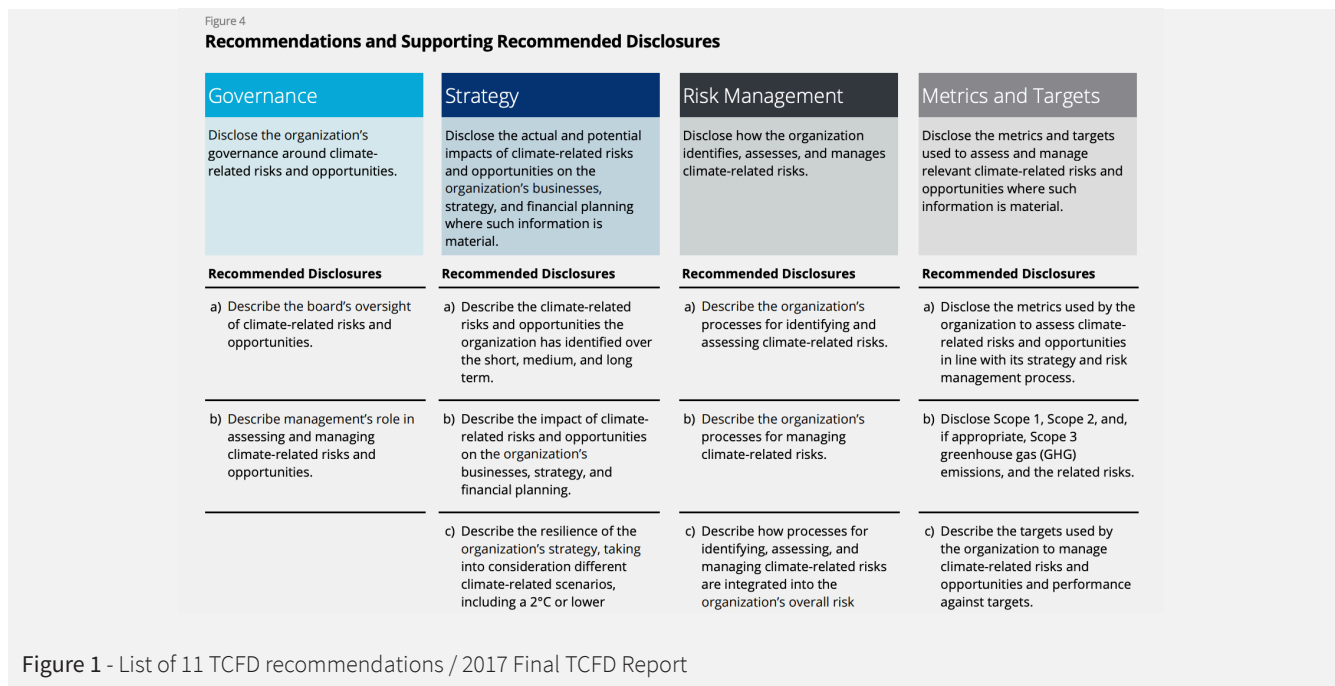 Figure 4
Recommendations and Supporting Recommended Disclosures
Governance
Disclose the organization’s
governance around climate-
related risks and opportunities.
Recommended Disclosures
a) Describe the board’s oversight
of climate-related risks and
opportunities.
b) Describe management’s role in
assessing and managing
climate-related risks and
opportunities.
Strategy
Disclose the actual and potential
impacts of climate-related risks
and opportunities on the
organization’s businesses,
strategy, and financial planning
where such information is
material.
Recommended Disclosures
a) Describe the climate-related
risks and opportunities the
organization has identified over
the short, medium, and long
term.
b) Describe the impact of climate-
related risks and opportunities
on the organization’s
businesses, strategy, and
financial planning.
c) Describe the resilience of the
organization’s strategy, taking
into consideration different
climate-related scenarios,
including a 2°C or lower
Risk Management
Disclose how the organization
identifies, assesses, and manages
climate-related risks.
Recommended Disclosures
a) Describe the organization’s
processes for identifying and
assessing climate-related risks.
b) Describe the organization’s
processes for managing
climate-related risks.
c) Describe how processes for
identifying, assessing, and
managing climate-related risks
are integrated into the
organization’s overall risk
Metrics and Targets
Disclose the metrics and targets
used to assess and manage
relevant climate-related risks and
opportunities where such
information is material.
Recommended Disclosures
a) Disclose the metrics used by the
organization to assess climate-
related risks and opportunities
in line with its strategy and risk
management process.
b) Disclose Scope 1, Scope 2, and,
if appropriate, Scope 3
greenhouse gas (GHG)
emissions, and the related risks.
c) Describe the targets used by
the organization to manage
climate-related risks and
opportunities and performance
against targets.
Figure 1 - List of 11 TCFD recommendations / 2017 Final TCFD Report